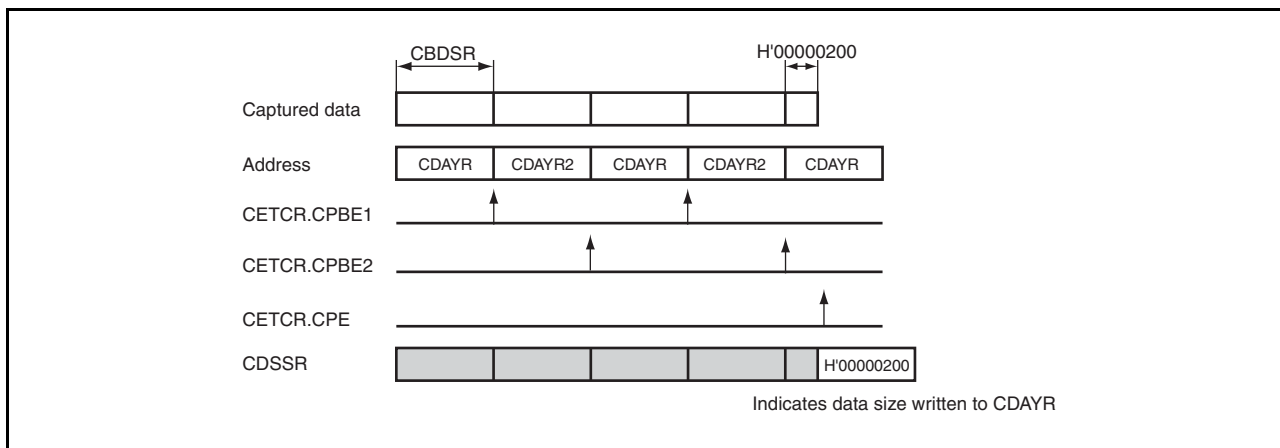 CBDSR H'00000200
Captured data
Address CDAYR CDAYR2 CDAYR CDAYR2 CDAYR
CETCR.CPBE1
CETCR.CPBE2
CETCR.CPE
CDSSR H'00000200
Indicates data size written to CDAYR